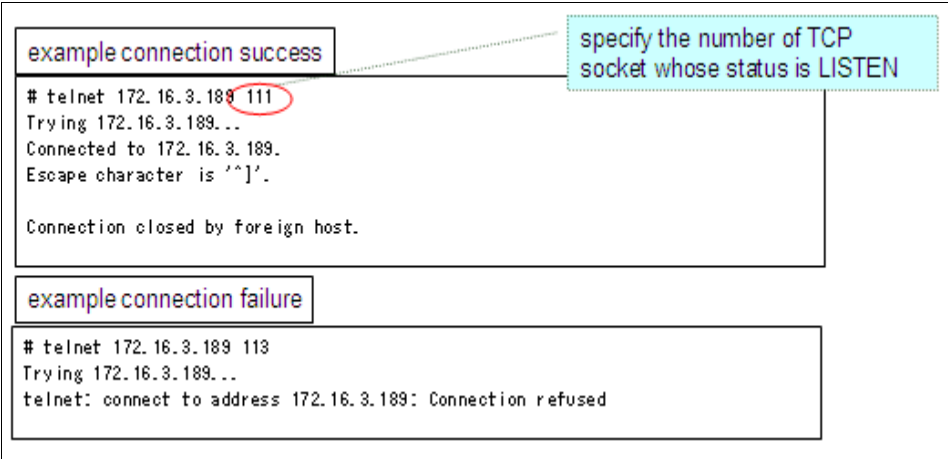 example connection success
specify the number of TCP
socket whose status is LISTEN
# telnet 172.16.3.189 111
Trying 172.16.3.189...
Connected to 172.16.3.189.
Escape character is '^]'.
Connection closed by foreign host.
example connection failure
# telnet 172.16.3.189 113
Trying 172.16.3.189...
telnet: connect to address 172.16.3.189: Connection refused